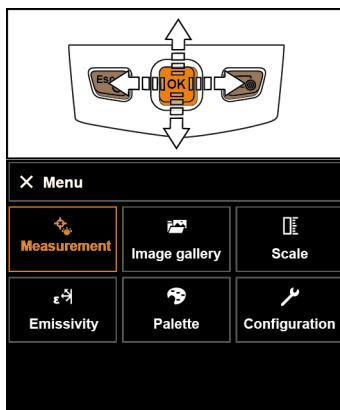 Esc
OK
Menu
Measurement
Image gallery
Scale
Emissivity
Palette
Configuration